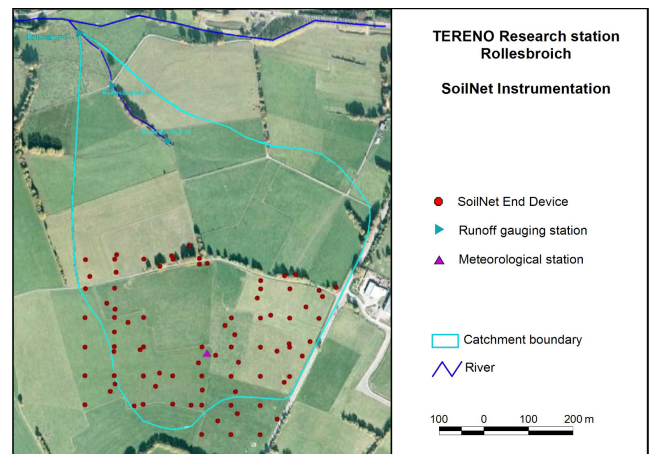 TERENO Research station
Rollesbroich
SoilNet Instrumentation
SoilNet End Device
Runoff gauging station
Meteorological station
Catchment boundary
River
100 0 100 200 m